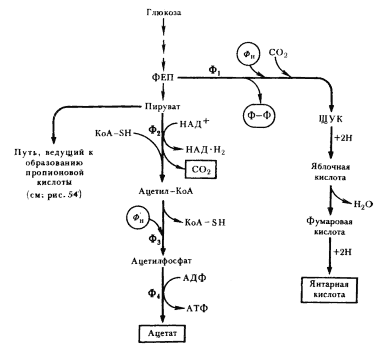 Глюкоза
ФЕП
Ф₁
Фн
CO₂
Ф–Ф
ЩУК
+2Н
Яблочная
кислота
H₂O
Фумаровая
кислота
+2Н
Янтарная
кислота
Пируват
Путь, ведущий к
образованию
пропионовой
кислоты
(см: рис. 54)
КоА–SH
Ф₂
НАД⁺
НАД·Н₂
CO₂
Ацетил–КоА
Фн
КоА–SH
Ф₃
Ацетилфосфат
АДФ
Ф₄
АТФ
Ацетат